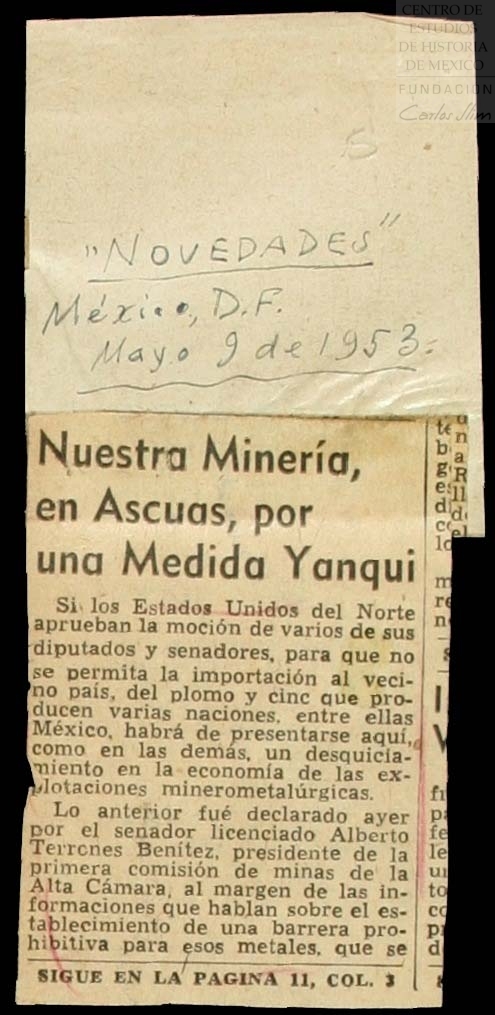 CENTRO DE
ESTUDIOS
DE HISTORIA
DE MEXICO
FUNDACIÓN
Carlos Slim
S
"NOVEDADES"
México, D.F.
Mayo 9 de 1953.
Nuestra Minería,
en Ascuas, por
una Medida Yanqui
Si los Estados Unidos del Norte
aprueban la moción de varios de sus
diputados y senadores, para que no
se permita la importación al veci-
no país, del plomo y cinc que pro-
ducen varias naciones, entre ellas
México, habrá de presentarse aquí,
como en las demás, un desquicia-
miento en la economía de las ex-
plotaciones minerometalúrgicas.
Lo anterior fué declarado ayer
por el senador licenciado Alberto
Terrones Benítez, presidente de la
primera comisión de minas de la
Alta Cámara, al margen de las in-
formaciones que hablan sobre el es-
tablecimiento de una barrera pro-
hibitiva para esos metales, que se
SIGUE EN LA PAGINA 11, COL. 3